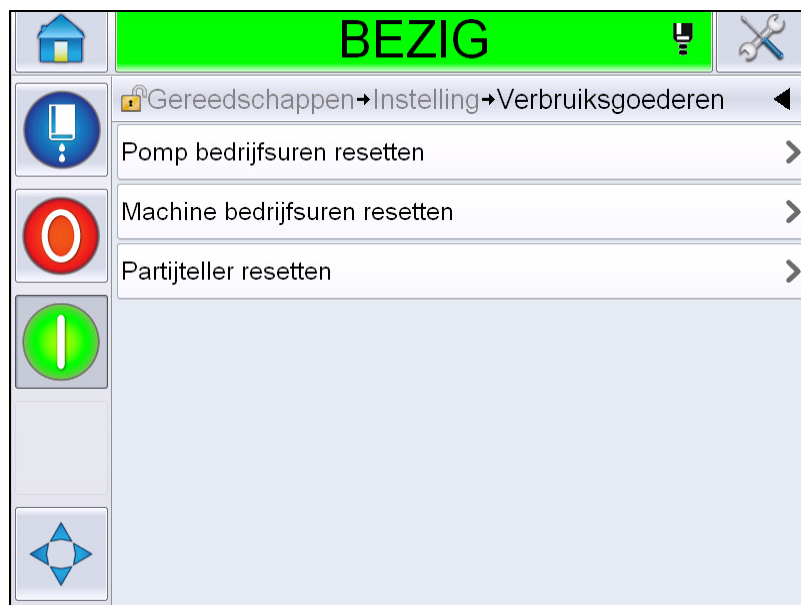 BEZIG
Gereedschappen→Instelling→Verbruiksgoederen
Pomp bedrijfsuren resetten
Machine bedrijfsuren resetten
Partijteller resetten